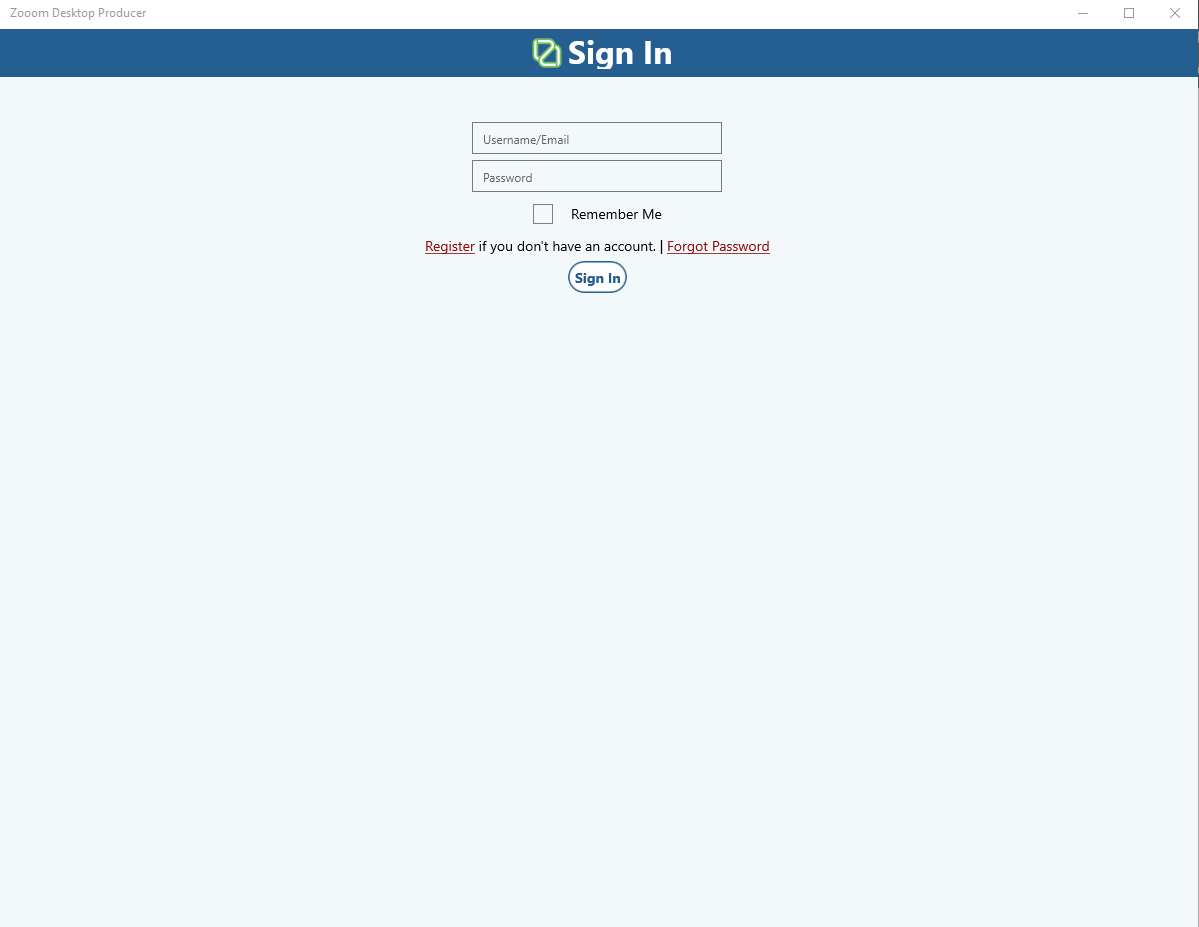 Zooom Desktop Producer
Sign In
Username/Email
Password
Remember Me
Register if you don't have an account. | Forgot Password
Sign In